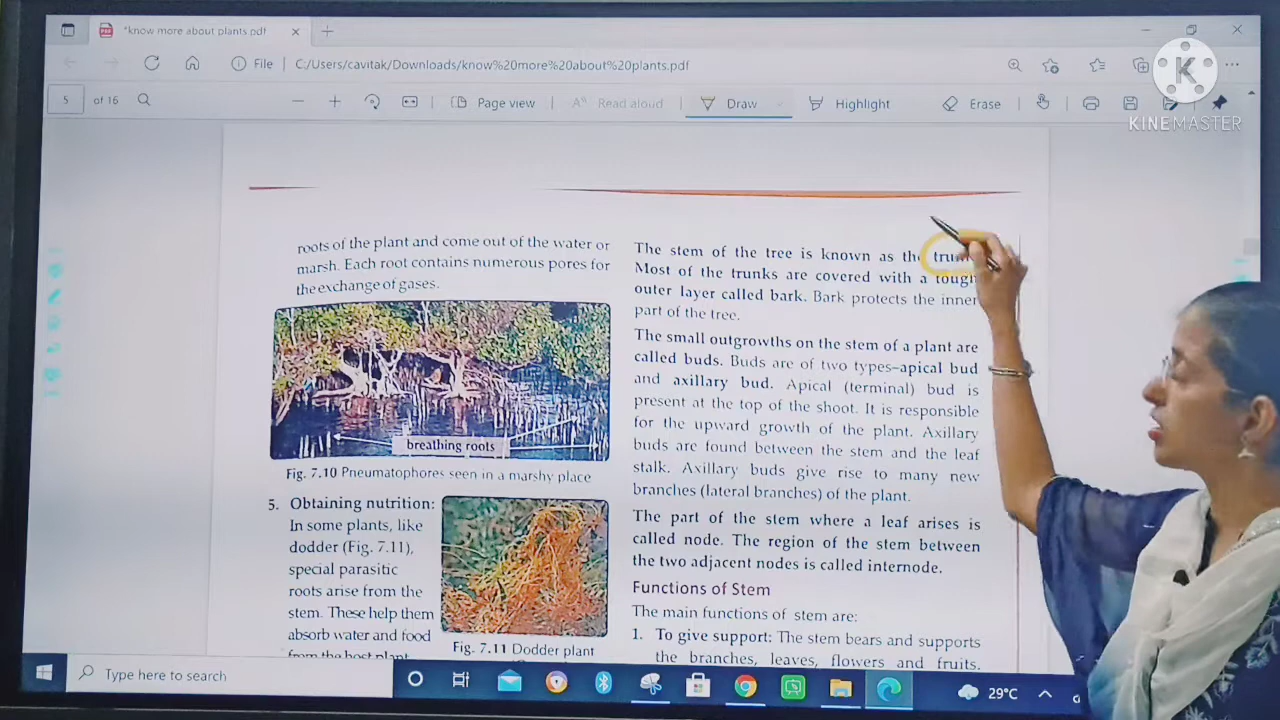 *know more about plants.pdf
File
C:/Users/cavitak/Downloads/know%20more%20about%20plants.pdf
5 of 16
Page view
Read aloud
Draw
Highlight
Erase
KINEMASTER
roots of the plant and come out of the water or
marsh. Each root contains numerous pores for
the exchange of gases.
breathing roots
Fig. 7.10 Pneumatophores seen in a marshy place
5. Obtaining nutrition:
In some plants, like
dodder (Fig. 7.11),
special parasitic
roots arise from the
stem. These help them
absorb water and food
from the host plant
Fig. 7.11 Dodder plant
The stem of the tree is known as the
Most of the trunks are covered with a tough
outer layer called bark. Bark protects the inner
part of the tree.
The small outgrowths on the stem of a plant are
called buds. Buds are of two types–apical bud
and axillary bud. Apical (terminal) bud is
present at the top of the shoot. It is responsible
for the upward growth of the plant. Axillary
buds are found between the stem and the leaf
stalk. Axillary buds give rise to many new
branches (lateral branches) of the plant.
The part of the stem where a leaf arises is
called node. The region of the stem between
the two adjacent nodes is called internode.
Functions of Stem
The main functions of stem are:
1. To give support: The stem bears and supports
the branches, leaves, flowers and fruits.
Type here to search
29°C